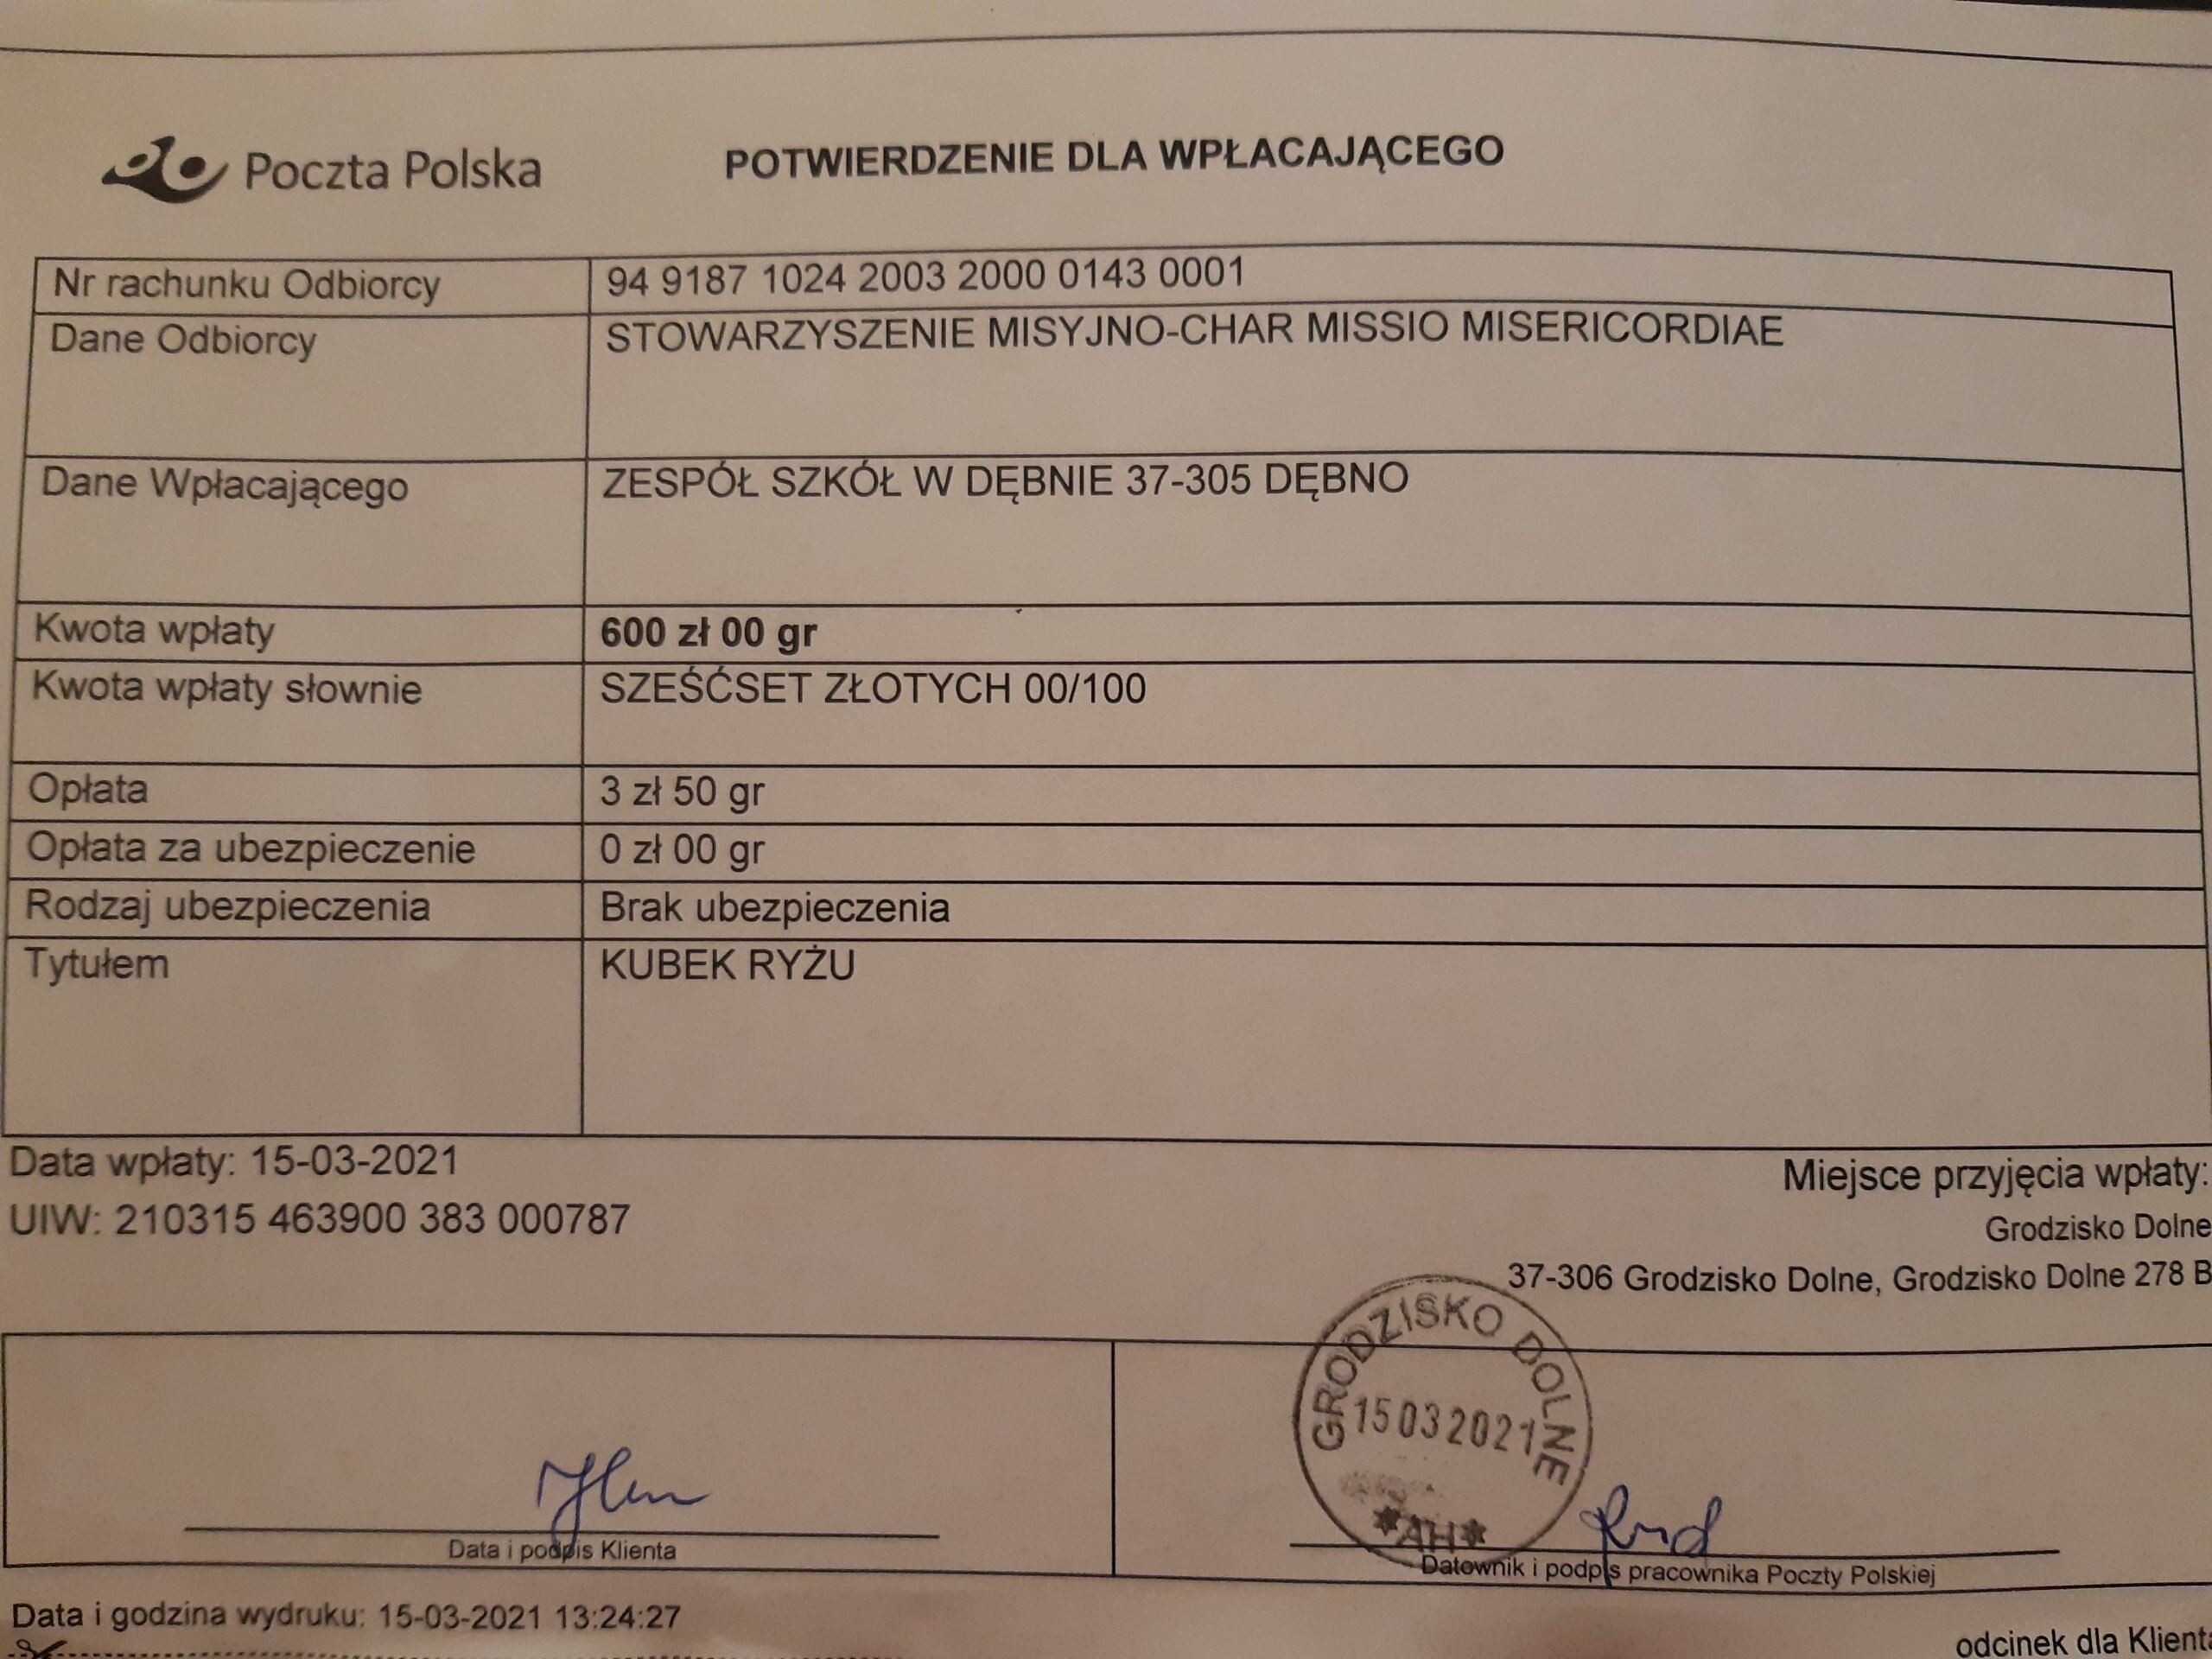 Poczta Polska
POTWIERDZENIE DLA WPŁACAJĄCEGO
Nr rachunku Odbiorcy 94 9187 1024 2003 2000 0143 0001
Dane Odbiorcy STOWARZYSZENIE MISYJNO-CHAR MISSIO MISERICORDIAE
Dane Wpłacającego ZESPÓŁ SZKÓŁ W DĘBNIE 37-305 DĘBNO
Kwota wpłaty 600 zł 00 gr
Kwota wpłaty słownie SZEŚĆSET ZŁOTYCH 00/100
Opłata 3 zł 50 gr
Opłata za ubezpieczenie 0 zł 00 gr
Rodzaj ubezpieczenia Brak ubezpieczenia
Tytułem KUBEK RYŻU
Data wpłaty: 15-03-2021
UIW: 210315 463900 383 000787
Miejsce przyjęcia wpłaty:
Grodzisko Dolne
37-306 Grodzisko Dolne, Grodzisko Dolne 278 B
GRODZISKO DOLNE
15032021
Data i podpis Klienta
Datownik i podpis pracownika Poczty Polskiej
Data i godzina wydruku: 15-03-2021 13:24:27
odcinek dla Klienta